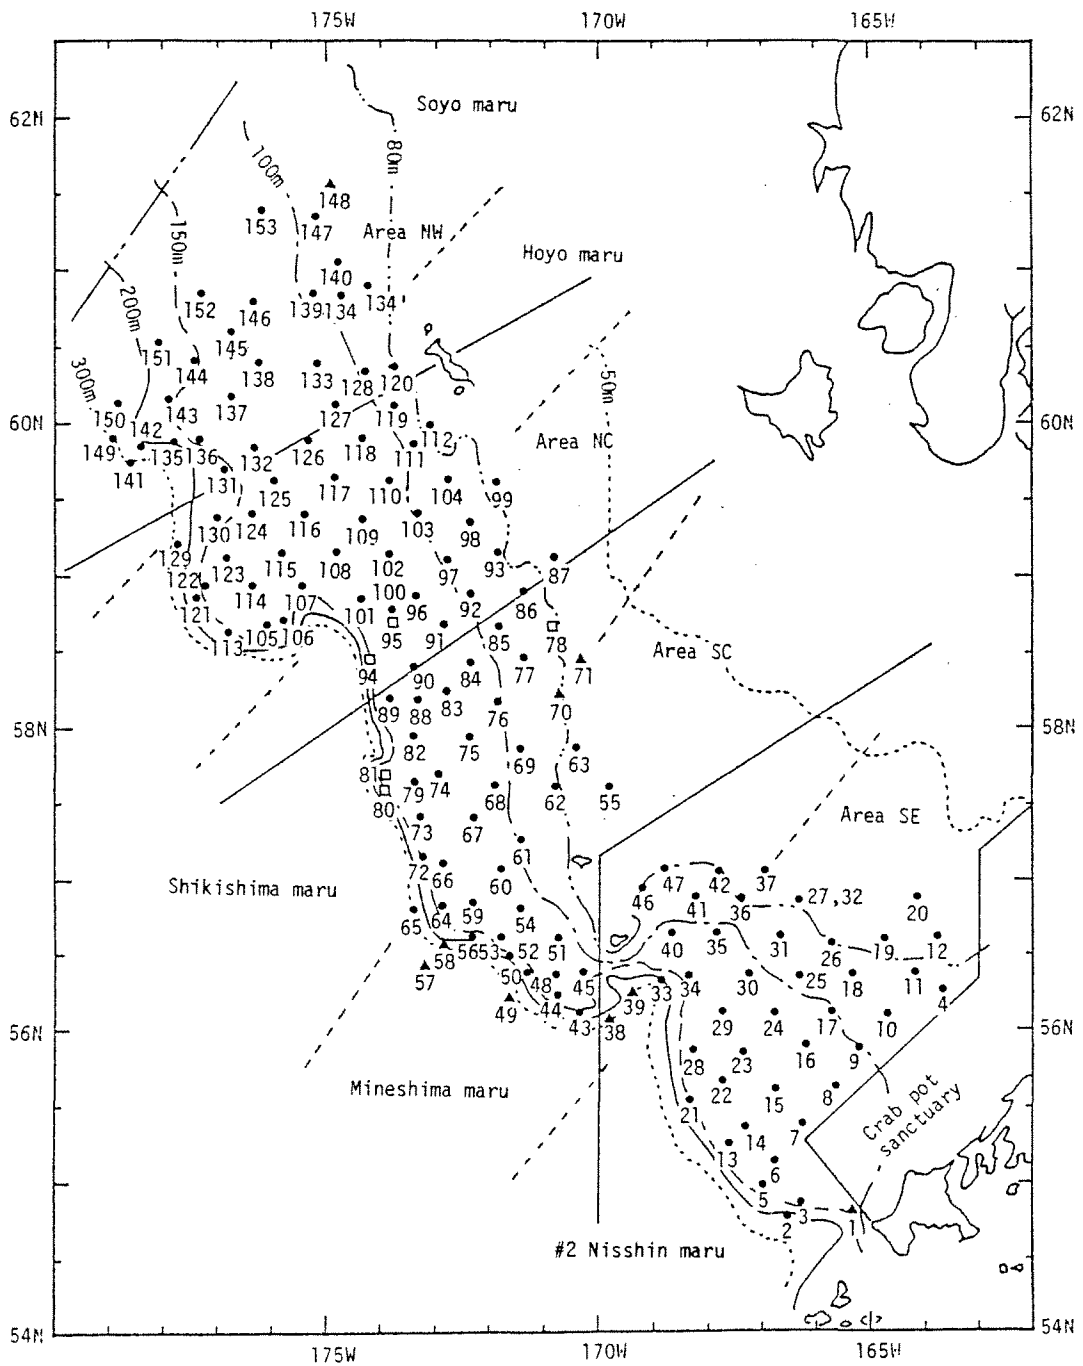 175W 170W 165W
62N Soyo maru 62N
80m
100m
148
153 147 Area NW
150m
140 Hoyo maru
200m 152 146 139 134 134
145
151 144 138 133 128 120
300m
150 143 137 127 119 60N
60N 142 112 Area NC 50m
149 135 136 132 126 118 111
141 131 125 117 110 104 99
130 124 116 109 103 98
129 123 115 108 102 97 93 87
122 114 107 100
121 101 96 92 86
113 105 106 95 91 85 78
94 90 84 77 71 Area SC
89 88 83 76 70
58N 58N
82 75 69 63
81
80 79 74 68 62 55
73 67 Area SE
72 66 61
60 47 42 37
Shikishima maru 46 41 36 27,32 20
65 64 59 54
56 53 52 51 40 35 31 26 19 12
58
57 50 48 45 33 34 30 25 18 11
49 44 39 4
56N 43 38 29 24 17 10 56N
28 23 16 9
Mineshima maru 22 15 8
21 Crab pot
sanctuary
14 7
13 6
5
2 3 1
#2 Nisshin maru
54N 54N
175W 170W 165W